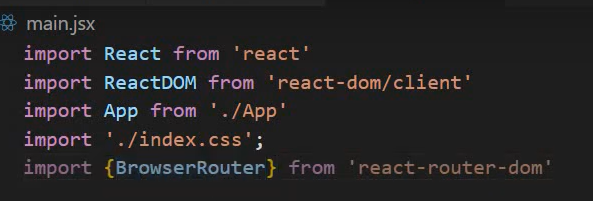 main.jsx
import React from 'react'
import ReactDOM from 'react-dom/client'
import App from './App'
import './index.css';
import {BrowserRouter} from 'react-router-dom'